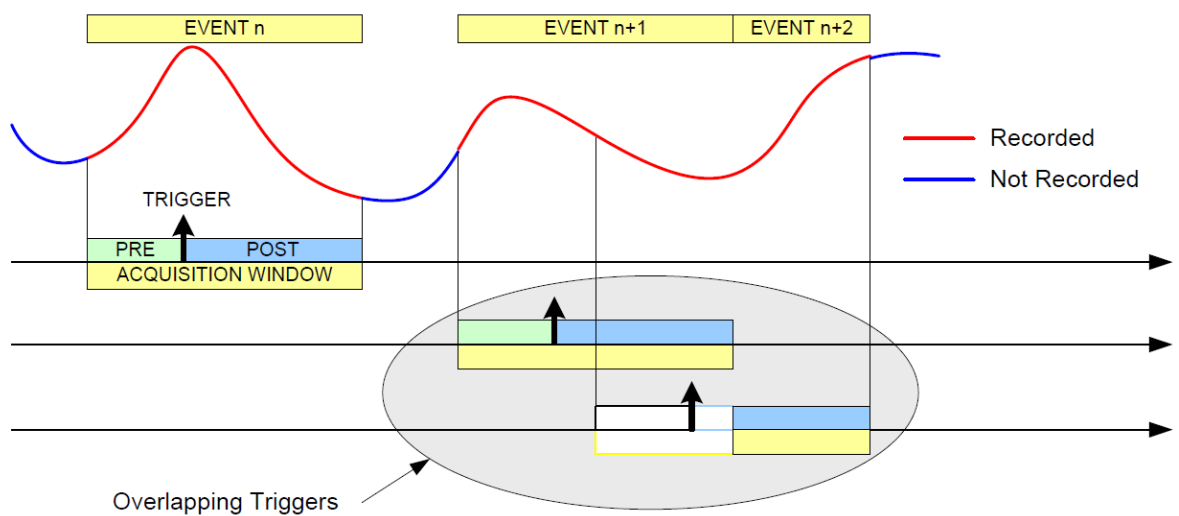 EVENT n
EVENT n+1
EVENT n+2
Recorded
Not Recorded
TRIGGER
PRE
POST
ACQUISITION WINDOW
Overlapping Triggers